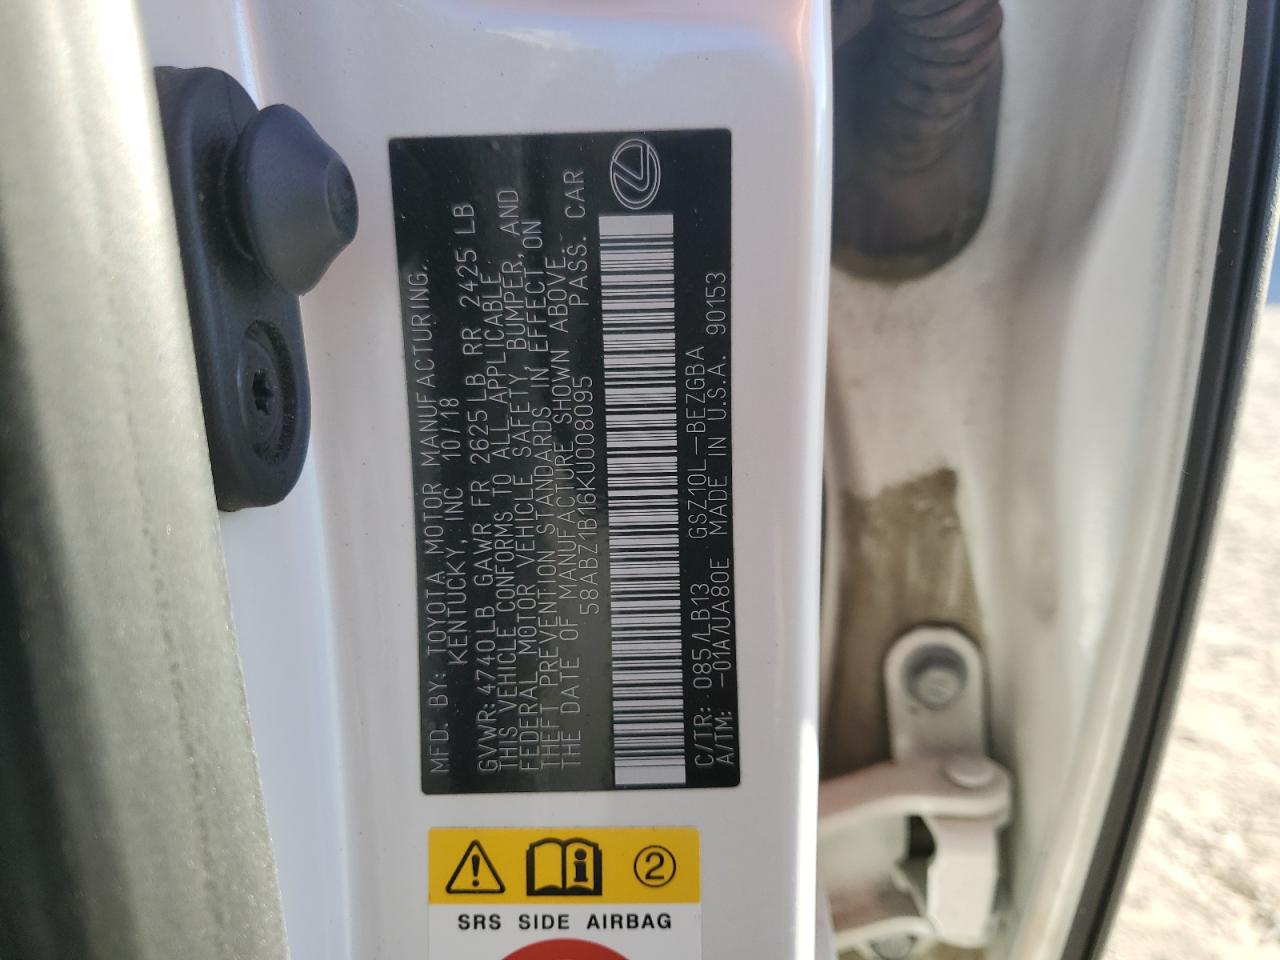 MFD. BY: TOYOTA MOTOR MANUFACTURING,
KENTUCKY, INC 10/18
GVWR: 4740 LB GAWR FR 2625 LB RR 2425 LB
THIS VEHICLE CONFORMS TO ALL APPLICABLE
FEDERAL MOTOR VEHICLE SAFETY, BUMPER, AND
THEFT PREVENTION STANDARDS IN EFFECT ON
THE DATE OF MANUFACTURE SHOWN ABOVE.
58ABZ1B16KU008095 PASS. CAR
C/TR: 085/LB13 GSZ10L-BEZGBA
A/TM: -01A/UA80E MADE IN U.S.A. 90153
2
SRS SIDE AIRBAG